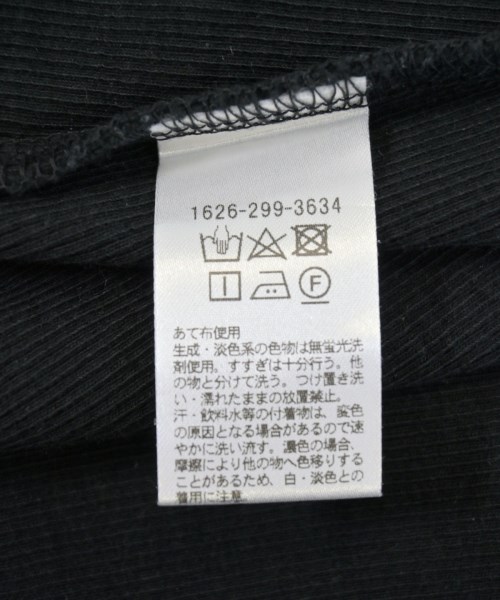 1626-299-3634
F
あて布使用
生成・淡色系の色物は無蛍光洗
剤使用。すすぎは十分行う。他
の物と分けて洗う。つけ置き洗
い・濡れたままの放置禁止。
汗・飲料水等の付着物は、変色
の原因となる場合があるので速
やかに洗い流す。濃色の場合、
摩擦により他の物へ色移りする
ことがあるため、白・淡色との
着用に注意.